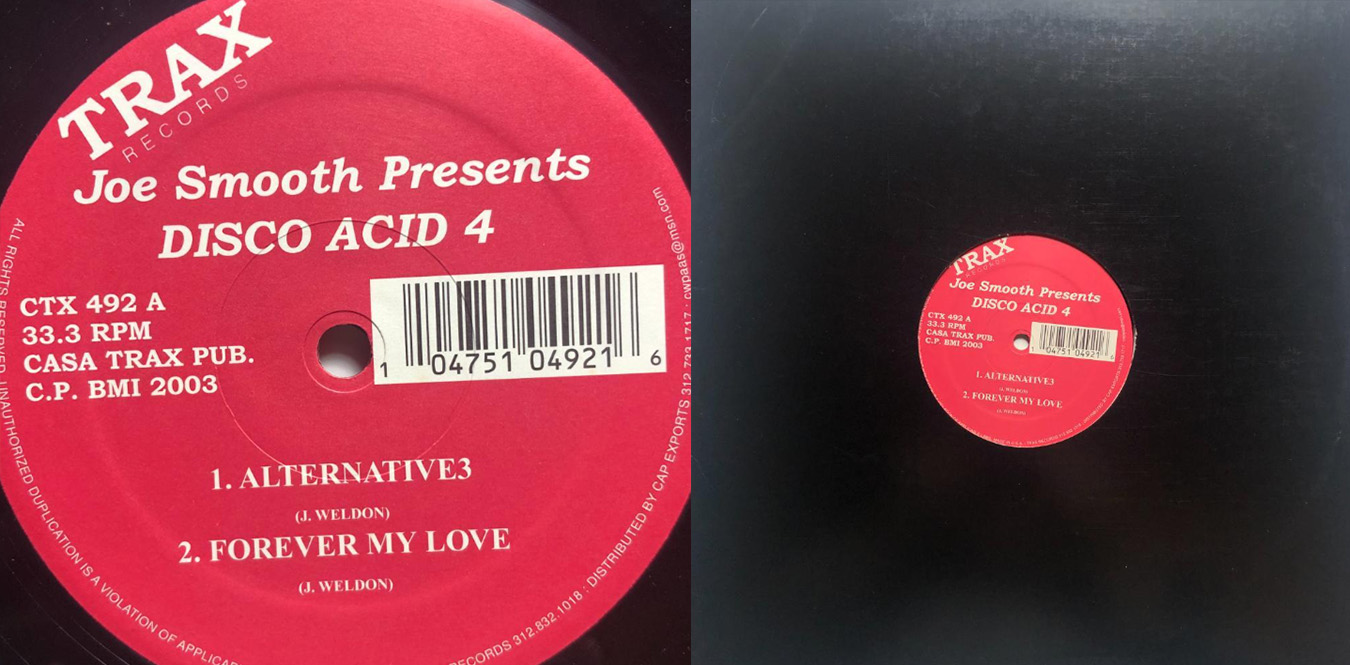 TRAX
RECORDS
Joe Smooth Presents
DISCO ACID 4
CTX 492 A
33.3 RPM
CASA TRAX PUB.
C.P. BMI 2003
1 04751 04921 6
1. ALTERNATIVE3
(J. WELDON)
2. FOREVER MY LOVE
(J. WELDON)
ALL RIGHTS RESERVED. UNAUTHORIZED DUPLICATION IS A VIOLATION OF
RECORDS 312.832.1018 : DISTRIBUTED BY CAP EXPORTS 312.733.1717 : cwpaas@msn.com
TRAX
RECORDS
Joe Smooth Presents
DISCO ACID 4
CTX 492 A
33.3 RPM
CASA TRAX PUB.
C.P. BMI 2003
1 04751 04921 6
1. ALTERNATIVE3
(J. WELDON)
2. FOREVER MY LOVE
(J. WELDON)